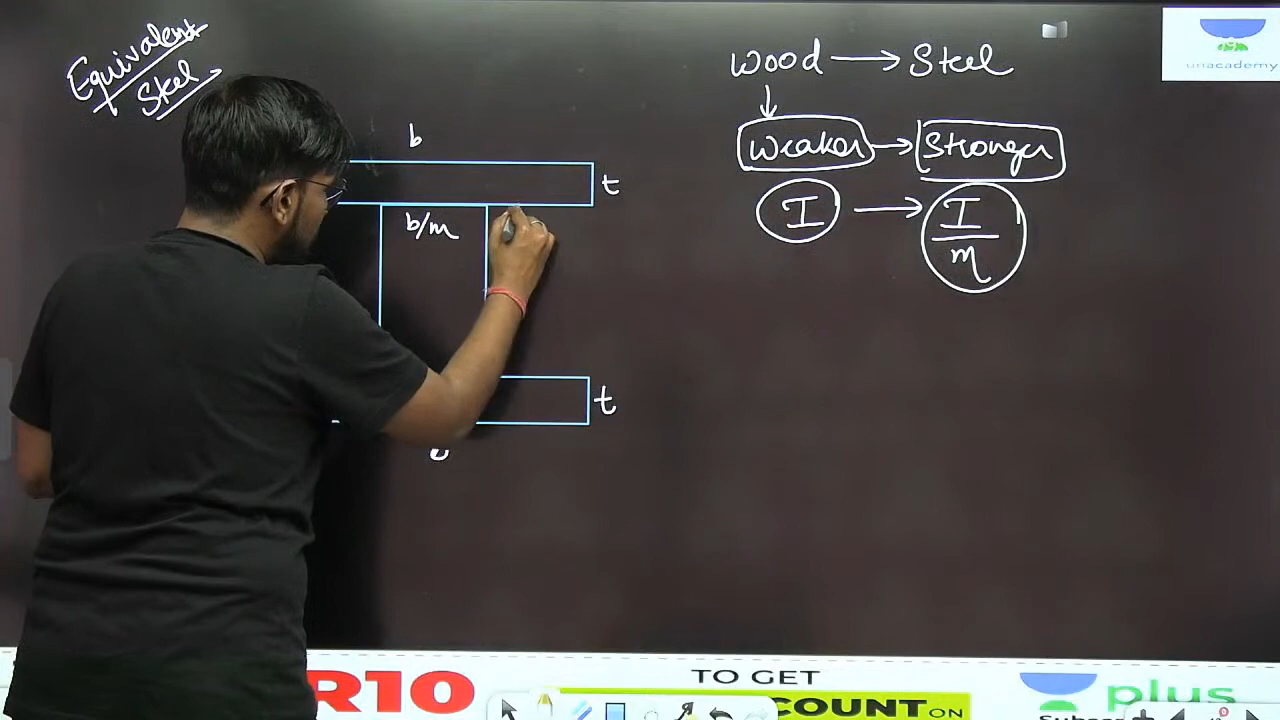 Equivalent
Steel
b
t
b/m
t
Wood → Steel
Weaker → Stronger
I → I/m
unacademy
R10
TO GET
COUNT ON
plus